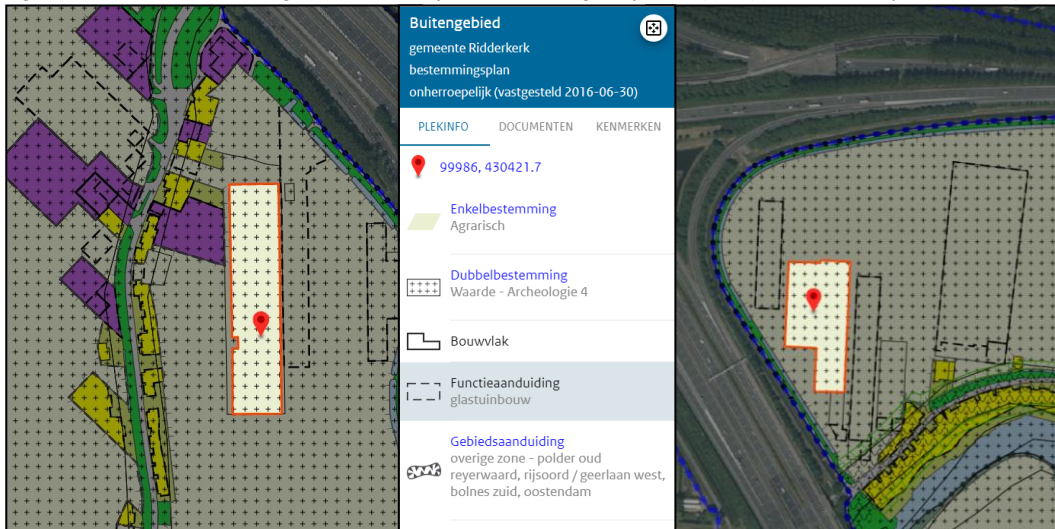 Buitengebied
gemeente Ridderkerk
bestemmingsplan
onherroepelijk (vastgesteld 2016-06-30)
PLEKINFO DOCUMENTEN KENMERKEN
99986, 430421.7
Enkelbestemming
Agrarisch
Dubbelbestemming
Waarde - Archeologie 4
Bouwvlak
Functieaanduiding
glastuinbouw
Gebiedsaanduiding
overige zone - polder oud
reyerwaard, rijsoord / geerlaan west,
bolnes zuid, oostendam